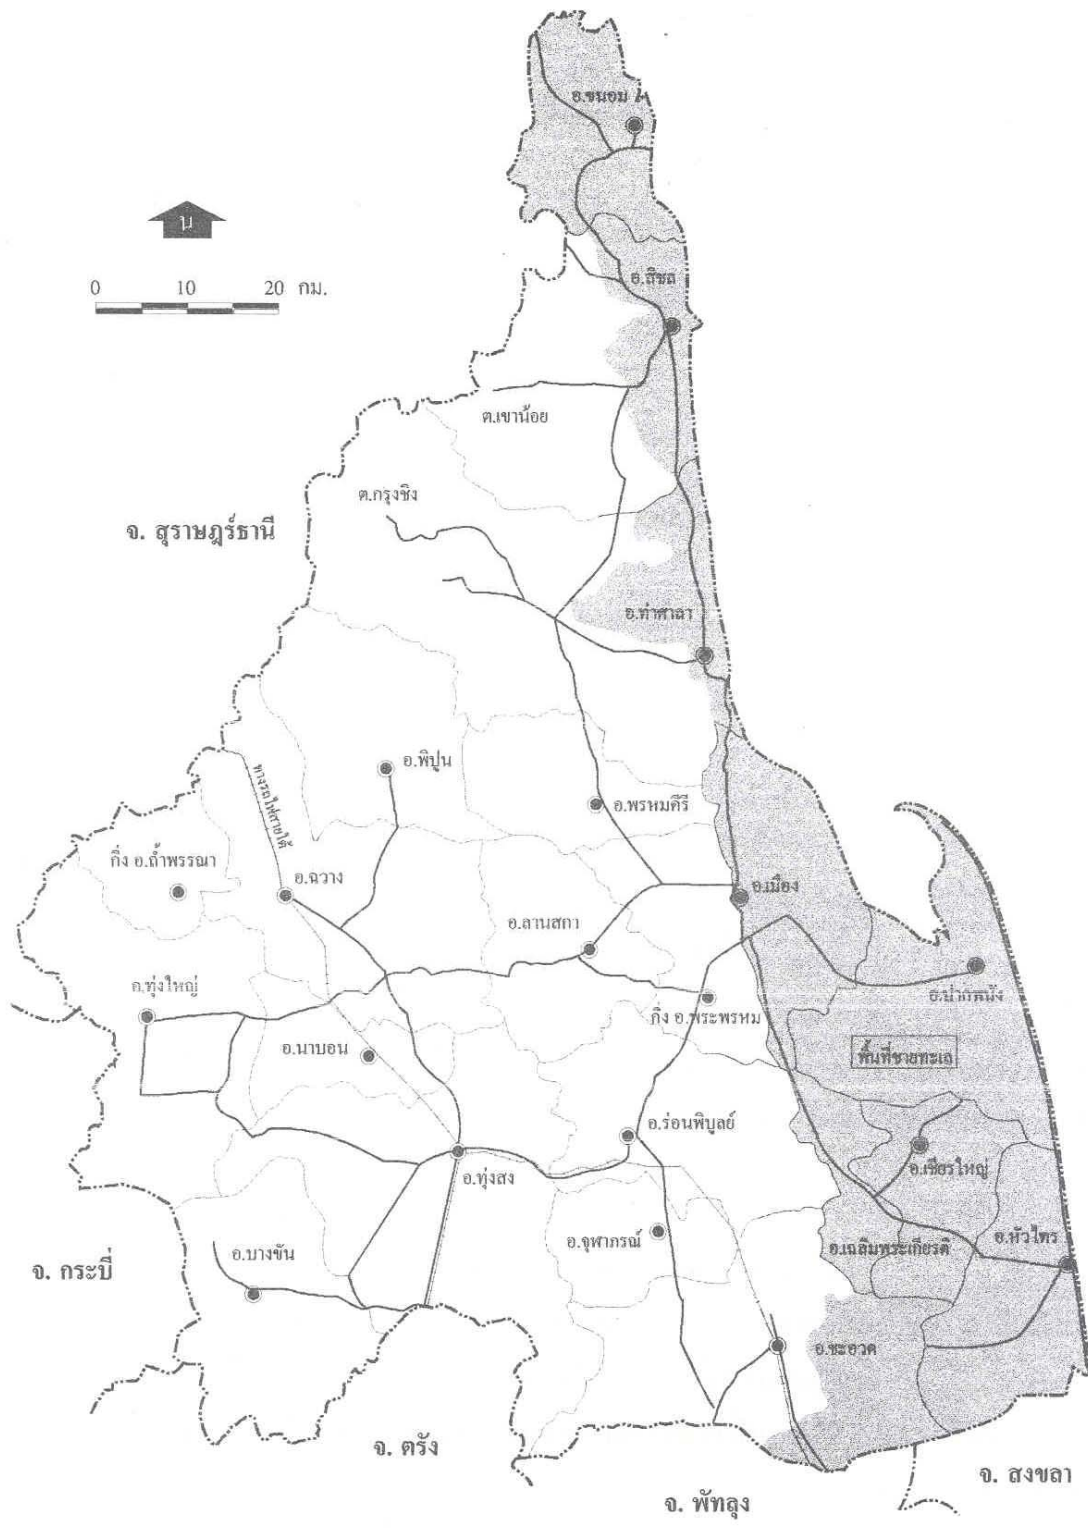 อ.ขนอม
น
0 10 20 กม.
อ.สิชล
ต.เขาน้อย
ต.กรุงชิง
จ. สุราษฎร์ธานี
อ.ท่าศาลา
ทางรถไฟสายใต้
อ.พิปูน
อ.พรหมคีรี
กิ่ง อ.ถ้ำพรรณา
อ.ฉวาง
อ.เมือง
อ.ลานสกา
อ.ทุ่งใหญ่
อ.ปากพนัง
กิ่ง อ.พระพรหม
อ.นาบอน
พื้นที่ชายทะเล
อ.ร่อนพิบูลย์
อ.เชียรใหญ่
อ.ทุ่งสง
อ.จุฬาภรณ์
อ.เฉลิมพระเกียรติ
อ.หัวไทร
อ.บางขัน
จ. กระบี่
อ.ชะอวด
จ. ตรัง
จ. สงขลา
จ. พัทลุง